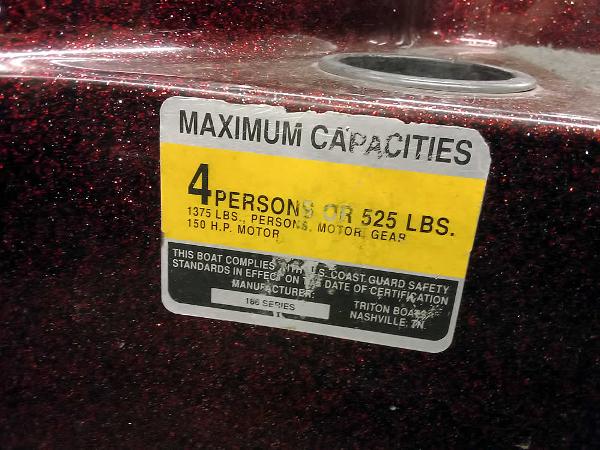 MAXIMUM CAPACITIES
4 PERSONS OR 525 LBS.
1375 LBS., PERSONS, MOTOR, GEAR
150 H.P. MOTOR
THIS BOAT COMPLIES WITH U.S. COAST GUARD SAFETY
STANDARDS IN EFFECT ON THE DATE OF CERTIFICATION
MANUFACTURER:
186 SERIES
TRITON BOATS
NASHVILLE, TN